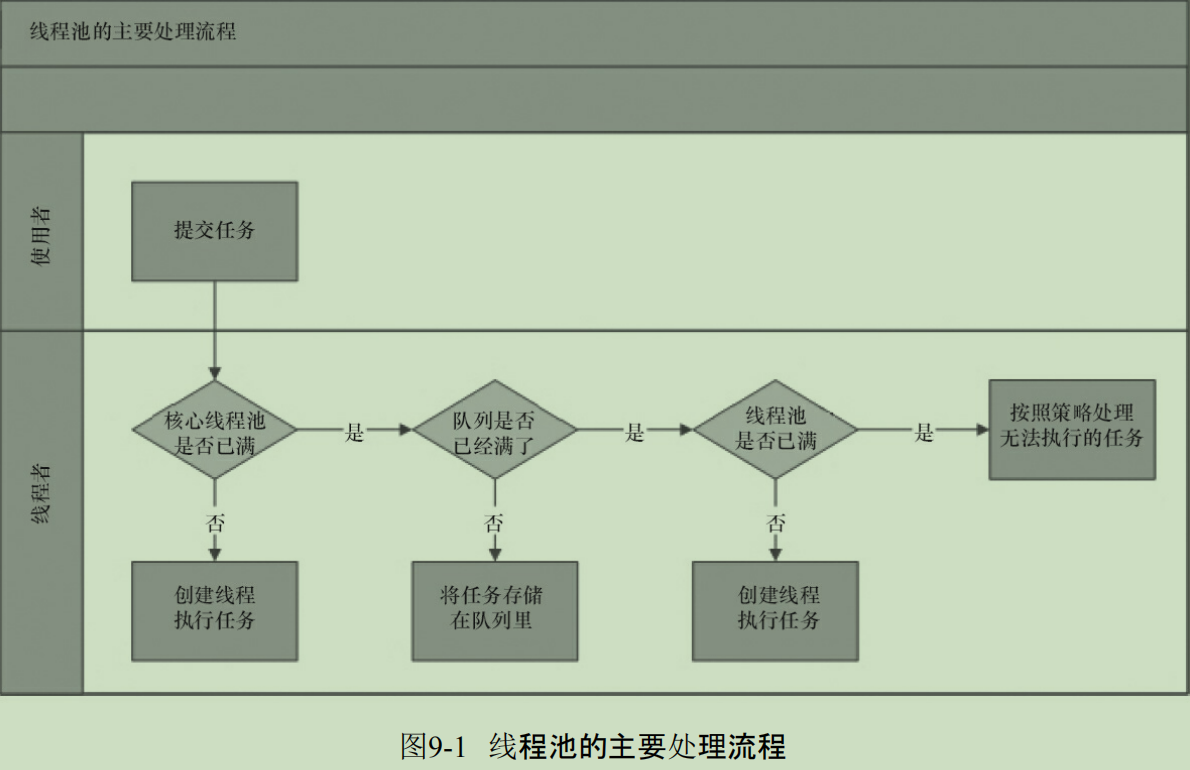 线程池的主要处理流程
使用者
提交任务
线程者
核心线程池
是否已满
是
队列是否
已经满了
是
线程池
是否已满
是
按照策略处理
无法执行的任务
否
否
否
创建线程
执行任务
将任务存储
在队列里
创建线程
执行任务
图9-1 线程池的主要处理流程